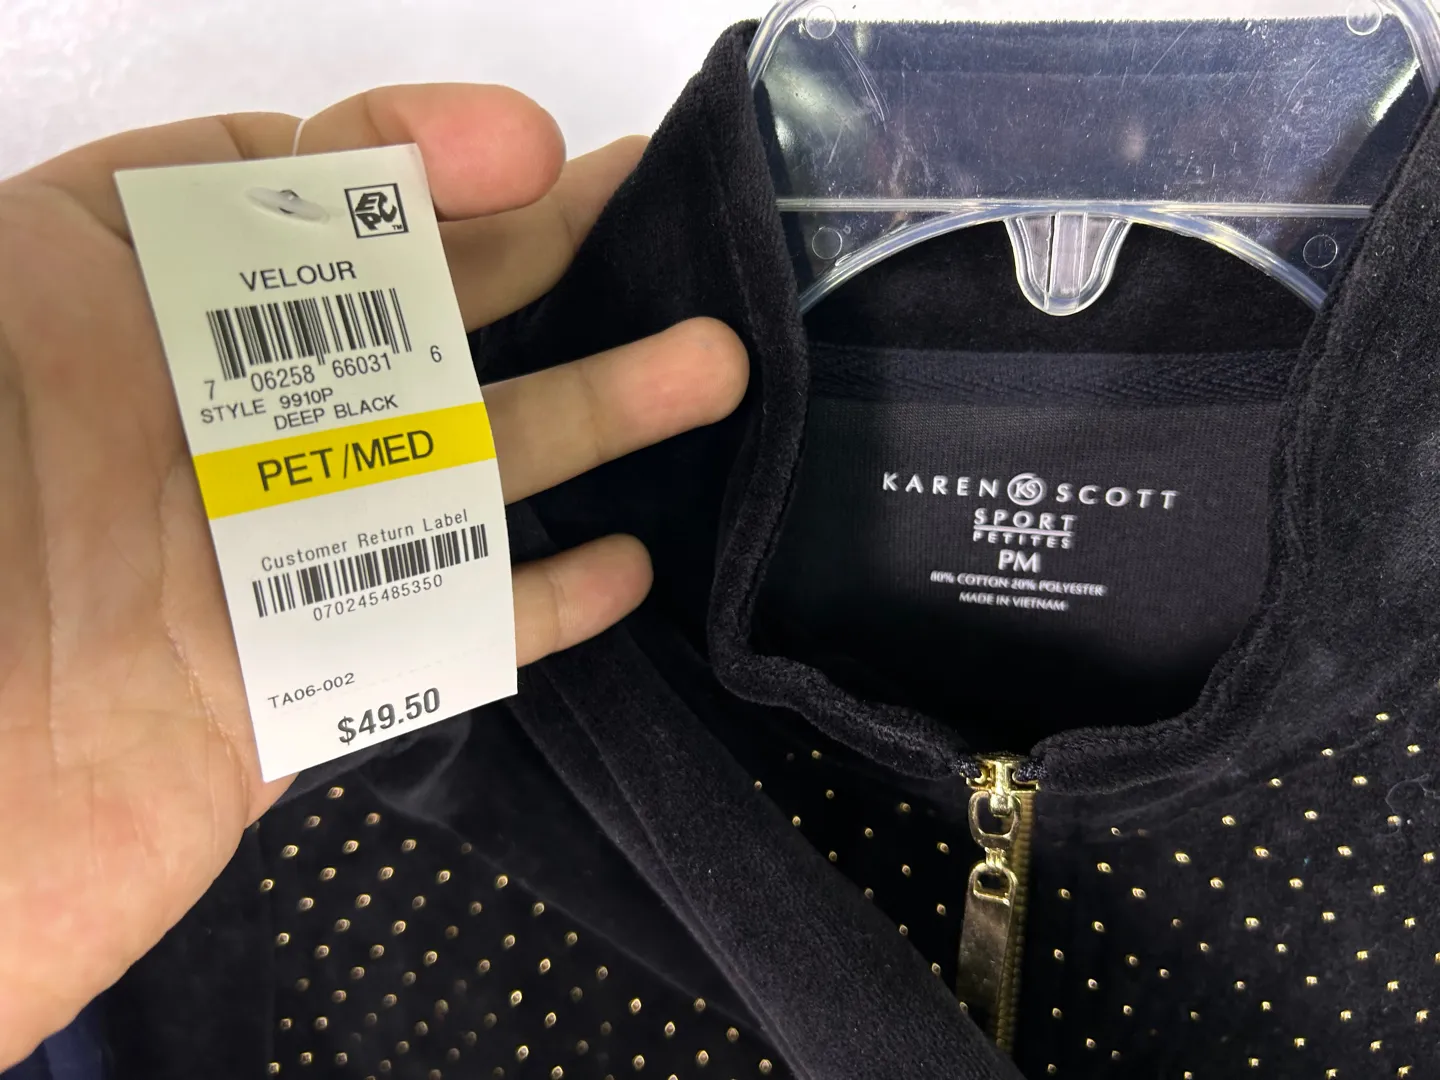 EPC
TM
VELOUR
7 06258 66031 6
STYLE 9910P
DEEP BLACK
PET/MED
Customer Return Label
070245485350
TA06-002
$49.50
KAREN KS SCOTT
SPORT
PETITES
PM
80% COTTON 20% POLYESTER
MADE IN VIETNAM